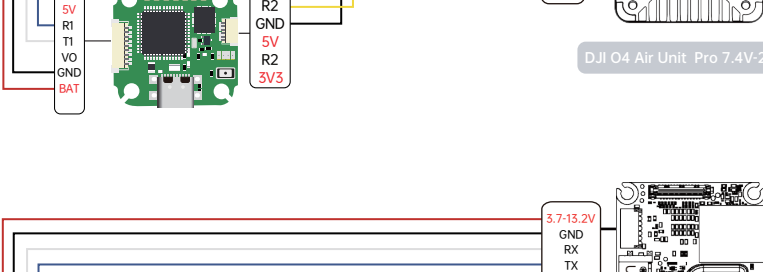 5V
R1
T1
VO
GND
BAT
R2
GND
5V
R2
3V3
DJI O4 Air Unit Pro 7.4V-2
3.7-13.2V
GND
RX
TX